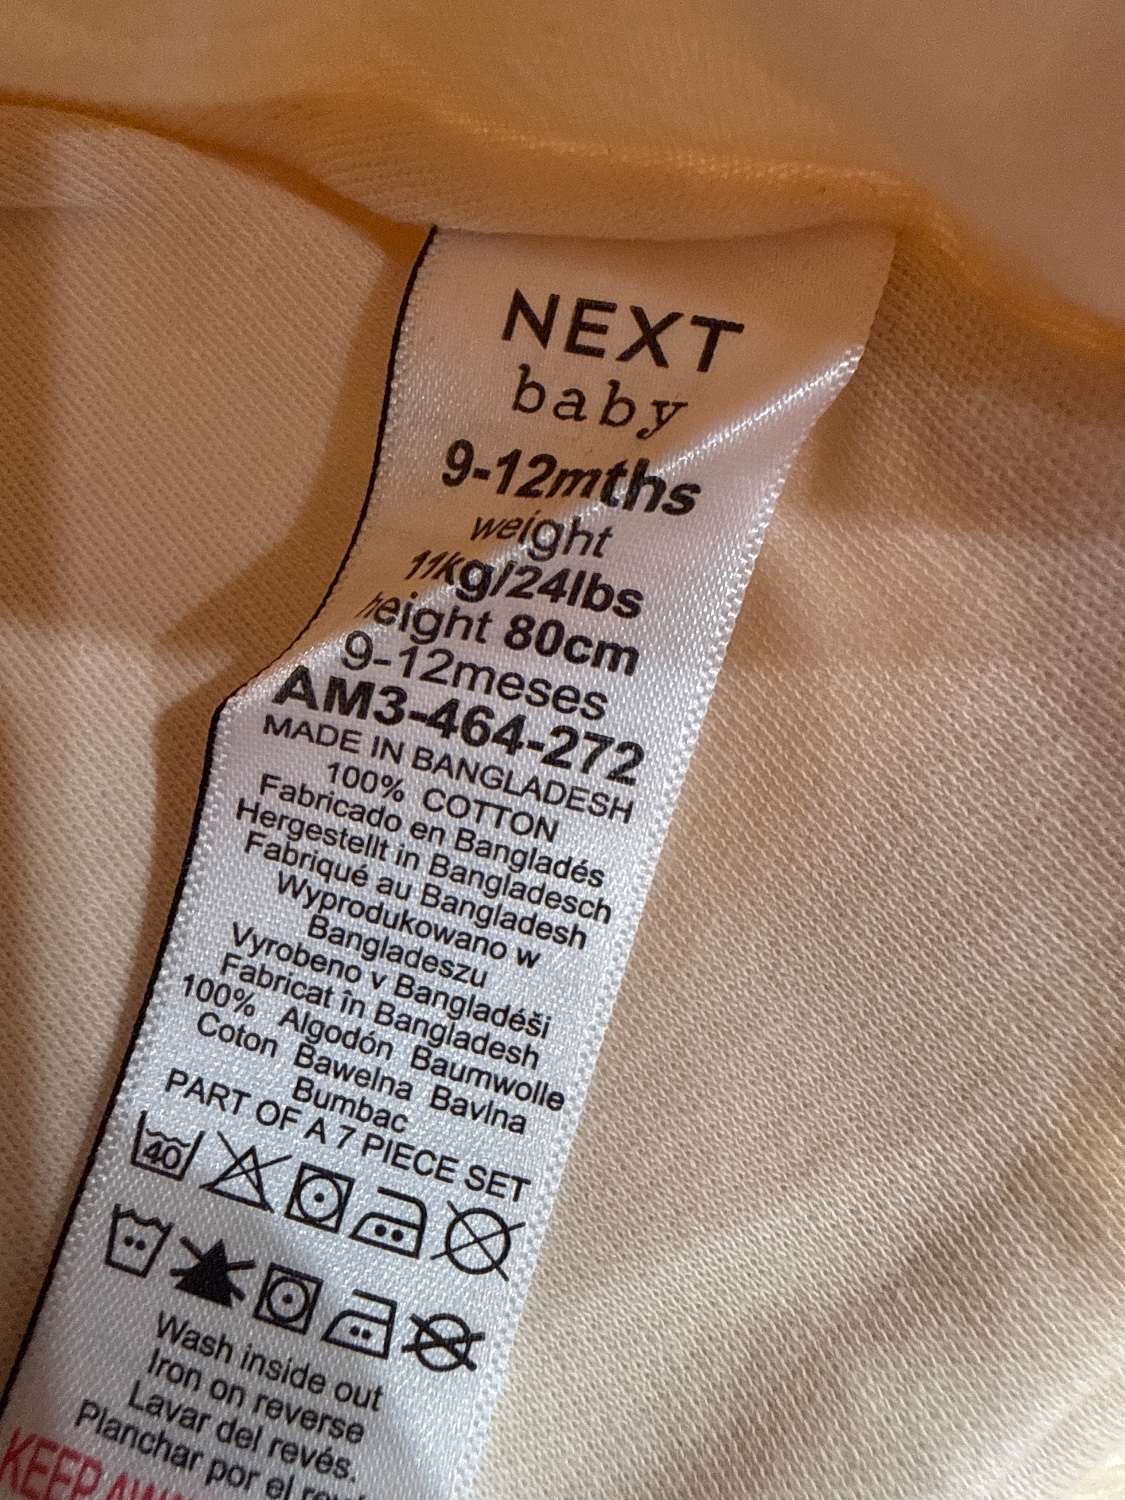 NEXT
baby
9-12mths
weight
11kg/24lbs
height 80cm
9-12meses
AM3-464-272
MADE IN BANGLADESH
100% COTTON
Fabricado en Bangladés
Hergestellt in Bangladesch
Fabriqué au Bangladesh
Wyprodukowano w
Bangladeszu
Vyrobeno v Bangladéši
Fabricat în Bangladesh
100% Algodón Baumwolle
Coton Bawełna Bavlna
Bumbac
PART OF A 7 PIECE SET
40
Wash inside out
Iron on reverse
Lavar del revés.
Planchar por el
KEEP